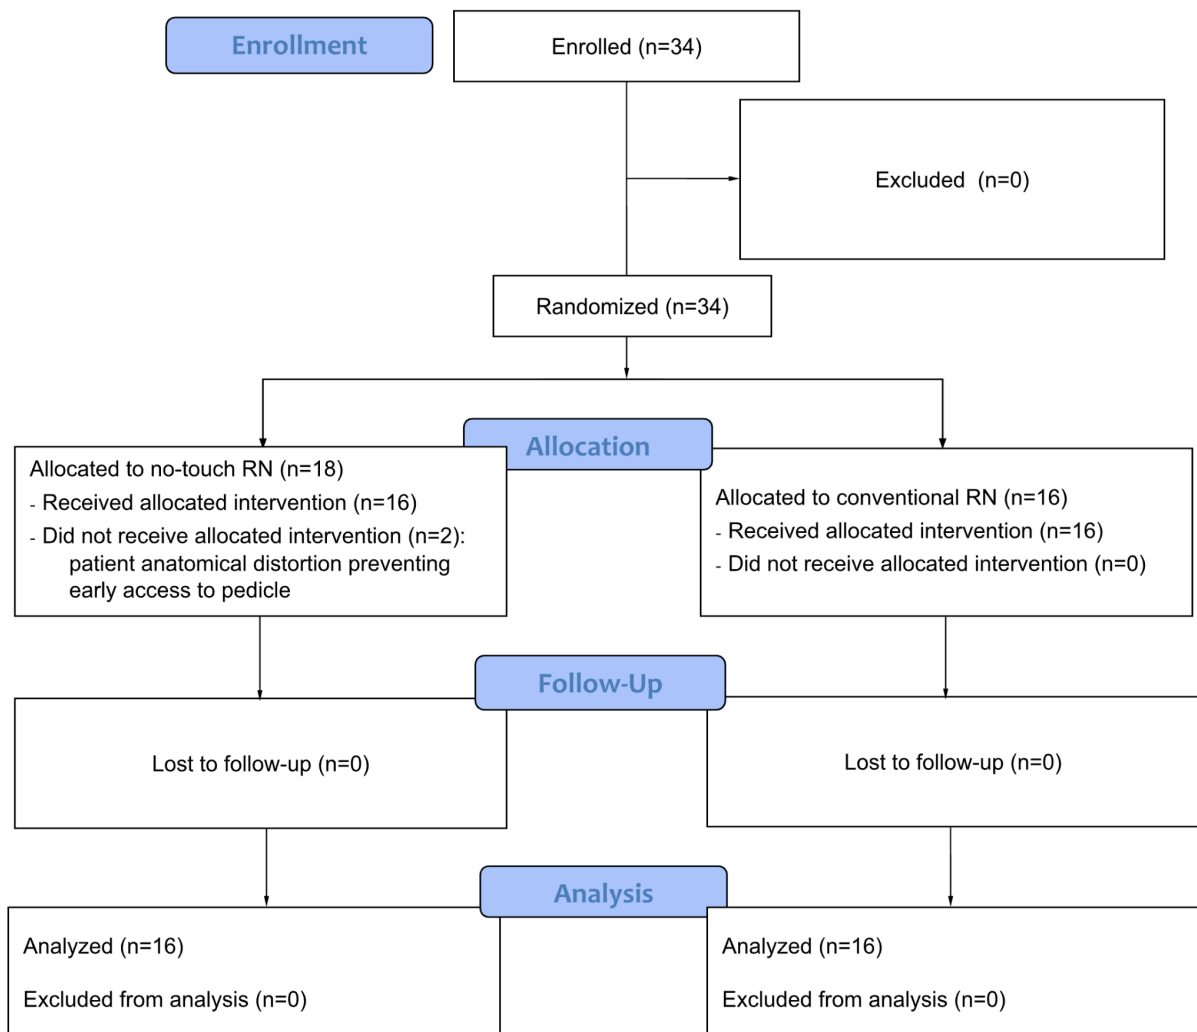 Enrollment
Enrolled (n=34)
Excluded  (n=0)
Randomized (n=34)
Allocation
Allocated to no-touch RN (n=18)
- Received allocated intervention (n=16)
- Did not receive allocated intervention (n=2):
patient anatomical distortion preventing
early access to pedicle
Allocated to conventional RN (n=16)
- Received allocated intervention (n=16)
- Did not receive allocated intervention (n=0)
Follow-Up
Lost to follow-up (n=0)
Lost to follow-up (n=0)
Analysis
Analyzed (n=16)
Excluded from analysis (n=0)
Analyzed (n=16)
Excluded from analysis (n=0)